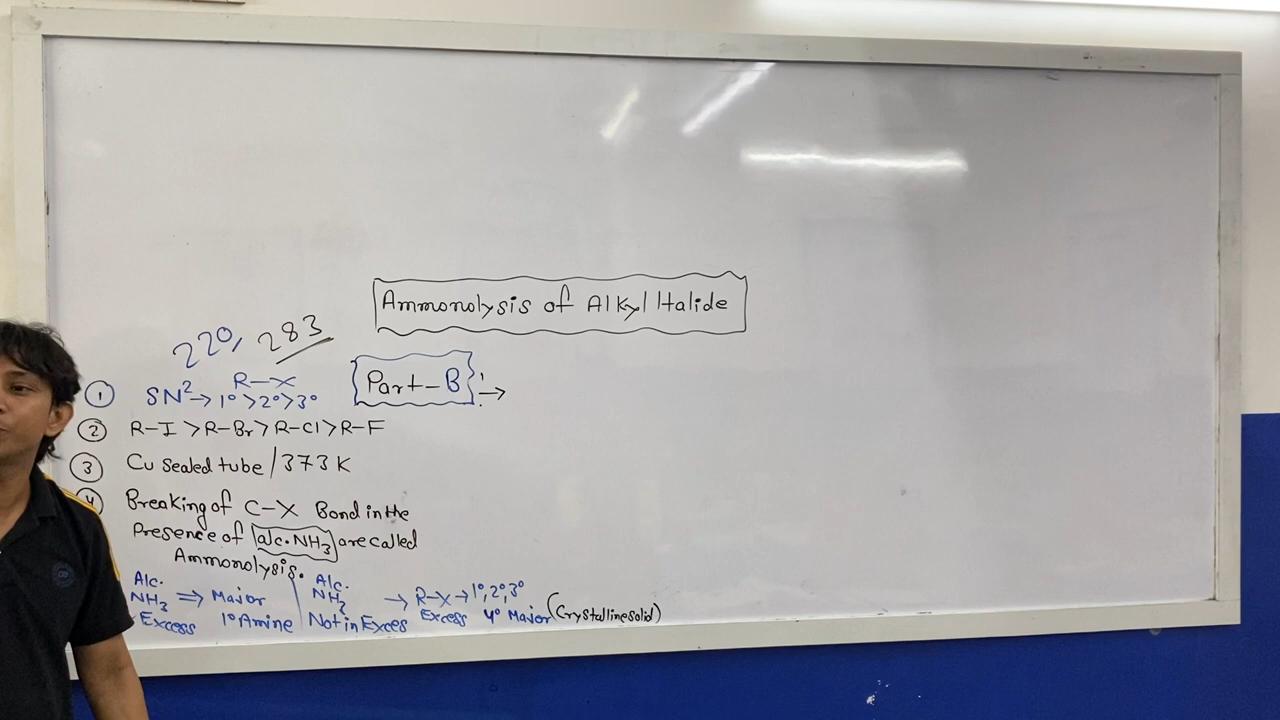 Ammonolysis of Alkyl Halide
220, 283
Part-B :→
① SN²→ R-X 1°>2°>3°
② R-I > R-Br > R-Cl > R-F
③ Cu Sealed tube / 373 K
④ Breaking of C-X Bond in the
Presence of alc. NH₃ are called
Ammonolysis.
Alc. NH₃ Excess ⇒ Major 1° Amine
Alc. NH₃ Not in Exces → R-X → 1°, 2°, 3°
Excess 4° Major (Crystalline solid)